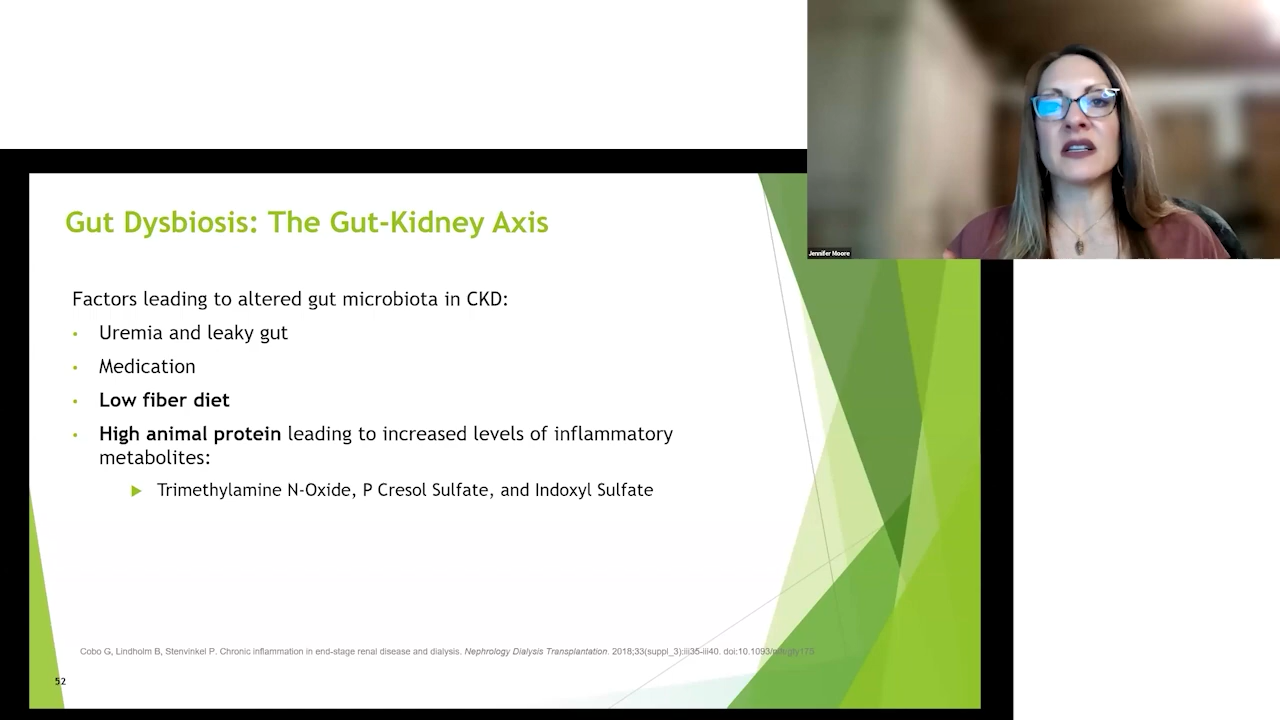 Jennifer Moore
Gut Dysbiosis: The Gut-Kidney Axis
Factors leading to altered gut microbiota in CKD:
• Uremia and leaky gut
• Medication
• Low fiber diet
• High animal protein leading to increased levels of inflammatory
metabolites:
▶ Trimethylamine N-Oxide, P Cresol Sulfate, and Indoxyl Sulfate
Cobo G, Lindholm B, Stenvinkel P. Chronic inflammation in end-stage renal disease and dialysis. Nephrology Dialysis Transplantation. 2018;33(suppl_3):iii35-iii40.
52